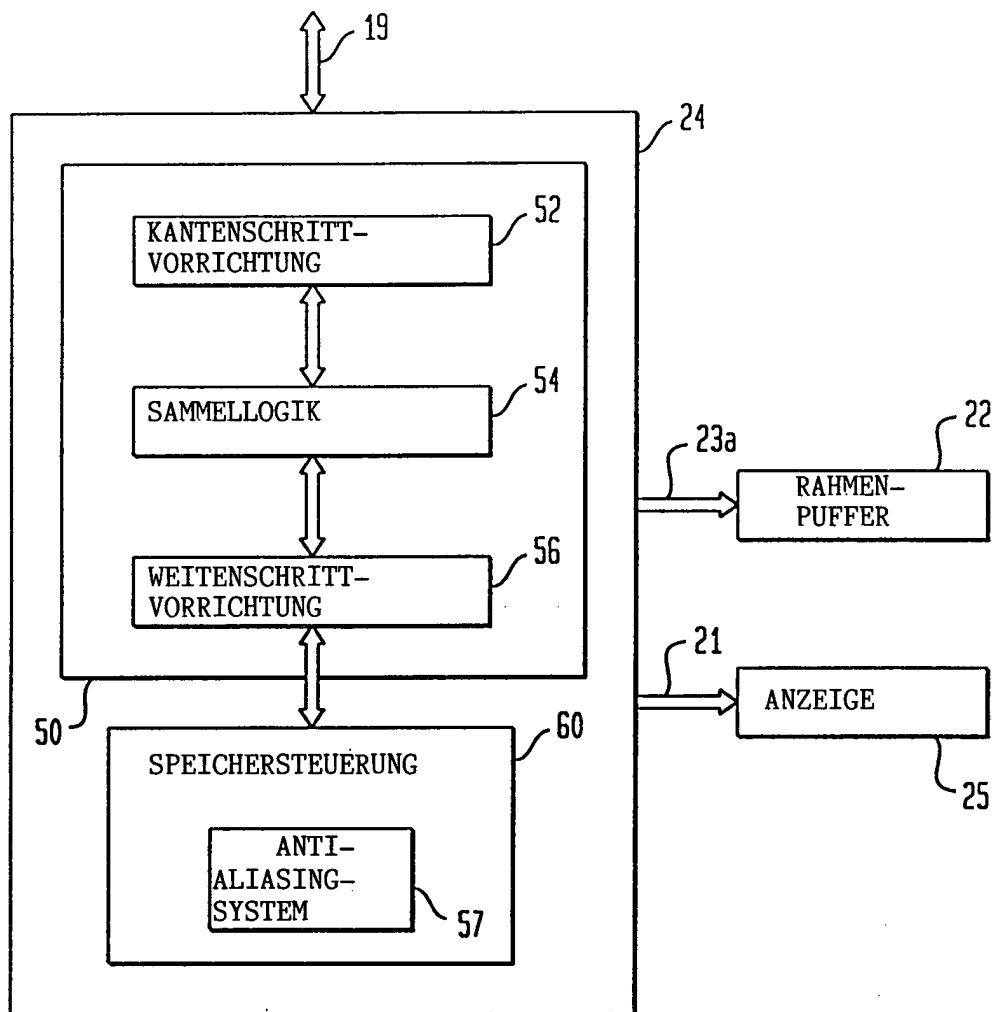 19
24
52
KANTENSCHRITT-
VORRICHTUNG
54
SAMMELLOGIK
23a
22
RAHMEN-
PUFFER
56
WEITENSCHRITT-
VORRICHTUNG
21
ANZEIGE
25
50
60
SPEICHERSTEUERUNG
ANTI-
ALIASING-
SYSTEM
57